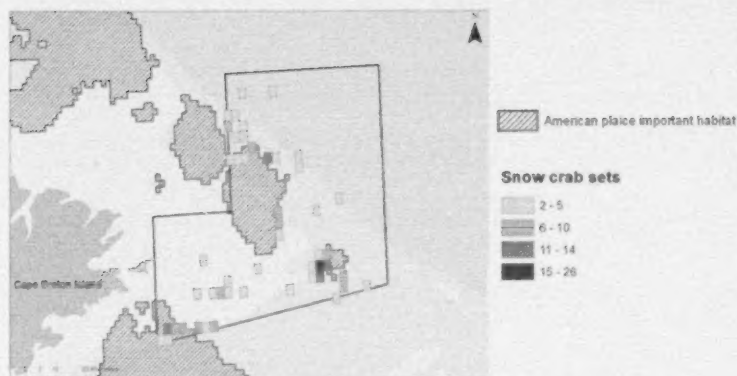 N
American plaice important habitat
Snow crab sets
2 - 5
6 - 10
11 - 14
15 - 26
Cape Breton Island